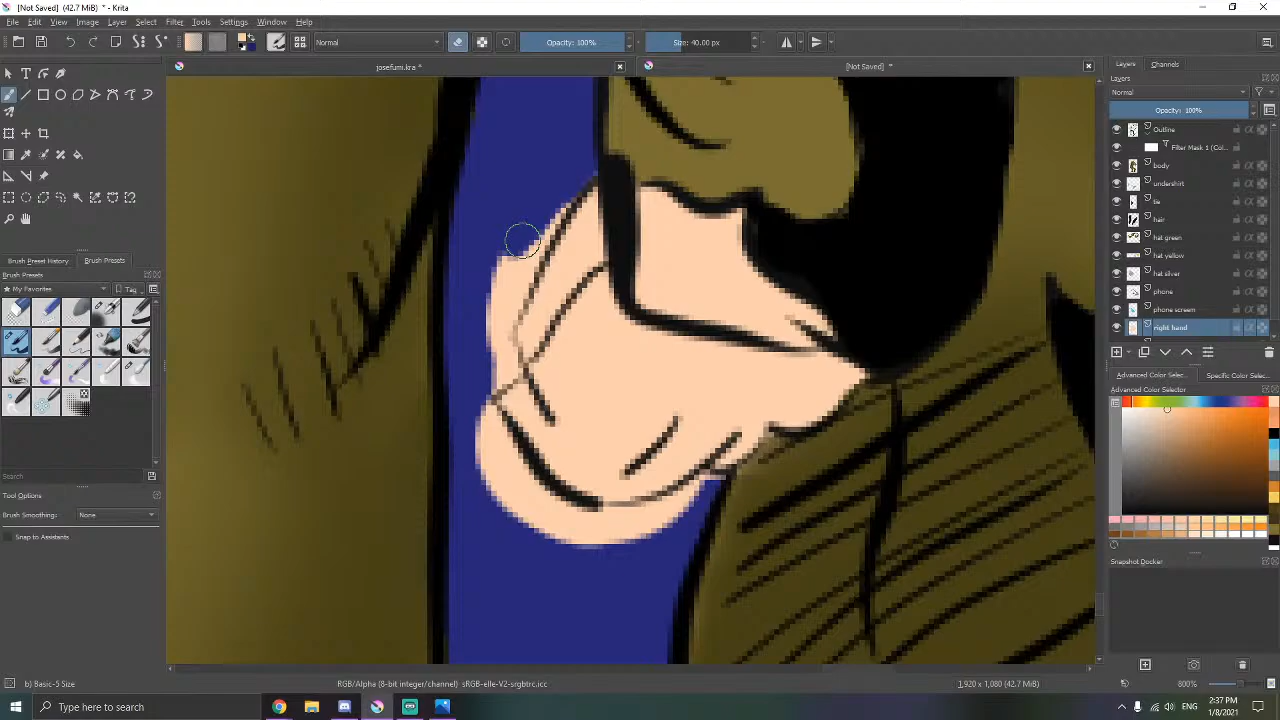 [Not Saved] (42.7 MiB) * - Krita
File Edit View Image Layer Select Filter Tools Settings Window Help
Normal Opacity: 100% Size: 40.00 px
josefumi.kra * [Not Saved] *
Layers Channels
Layers
Normal
Opacity: 100%
Outline
Filter Mask 1 (Col...
body
undershirt
tie
hair
hat green
hat yellow
hat silver
phone
phone screen
right hand
Brush Preset History Brush Presets
Brush Presets
My Favorites Tag
Search
Tool Options
Brush Smoothing: None
Snap to Assistants
Advanced Color Selec... Specific Color Selec...
Advanced Color Selector
Snapshot Docker
b) Basic-5 Size RGB/Alpha (8-bit integer/channel) sRGB-elle-V2-srgbtrc.icc 1,920 x 1,080 (42.7 MiB) 800%
Type here to search
ENG
2:37 PM
1/8/2021